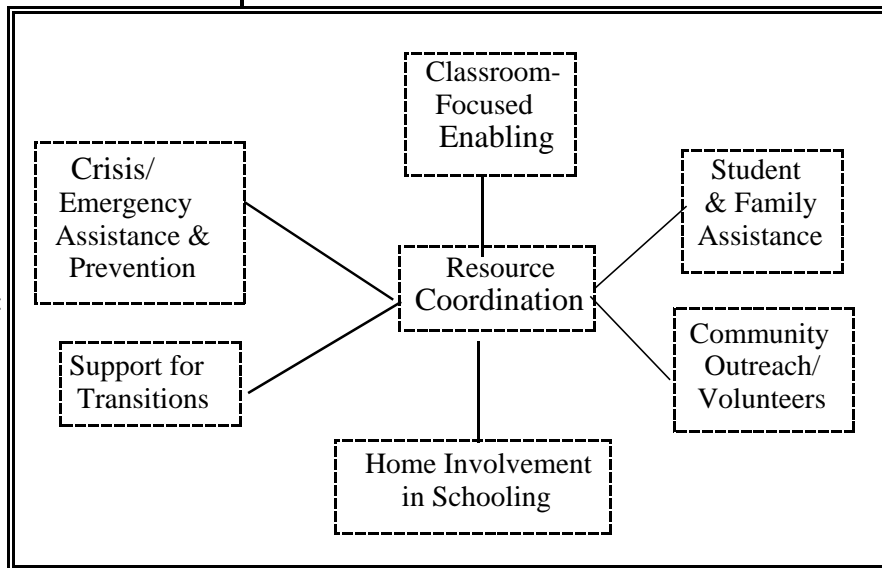 Classroom-
Focused
Enabling
Crisis/
Emergency
Assistance &
Prevention
Student
& Family
Assistance
Resource
Coordination
Support for
Transitions
Community
Outreach/
Volunteers
Home Involvement
in Schooling